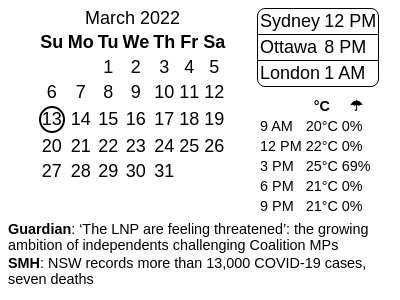 March 2022
Su Mo Tu We Th Fr Sa
1 2 3 4 5
6 7 8 9 10 11 12
13 14 15 16 17 18 19
20 21 22 23 24 25 26
27 28 29 30 31
Sydney 12 PM
Ottawa 8 PM
London 1 AM
°C ☂
9 AM 20°C 0%
12 PM 22°C 0%
3 PM 25°C 69%
6 PM 21°C 0%
9 PM 21°C 0%
Guardian: ‘The LNP are feeling threatened’: the growing
ambition of independents challenging Coalition MPs
SMH: NSW records more than 13,000 COVID-19 cases,
seven deaths